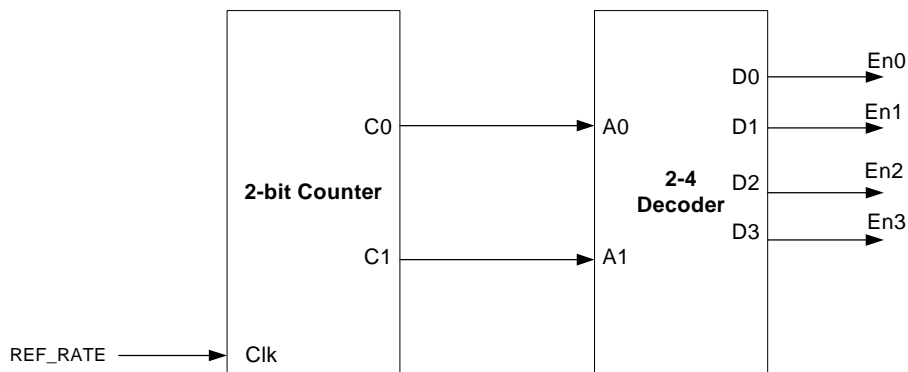 En0
D0
En1
C0
A0
D1
2-bit Counter
2-4
Decoder
D2
En2
D3
En3
C1
A1
REF_RATE
Clk